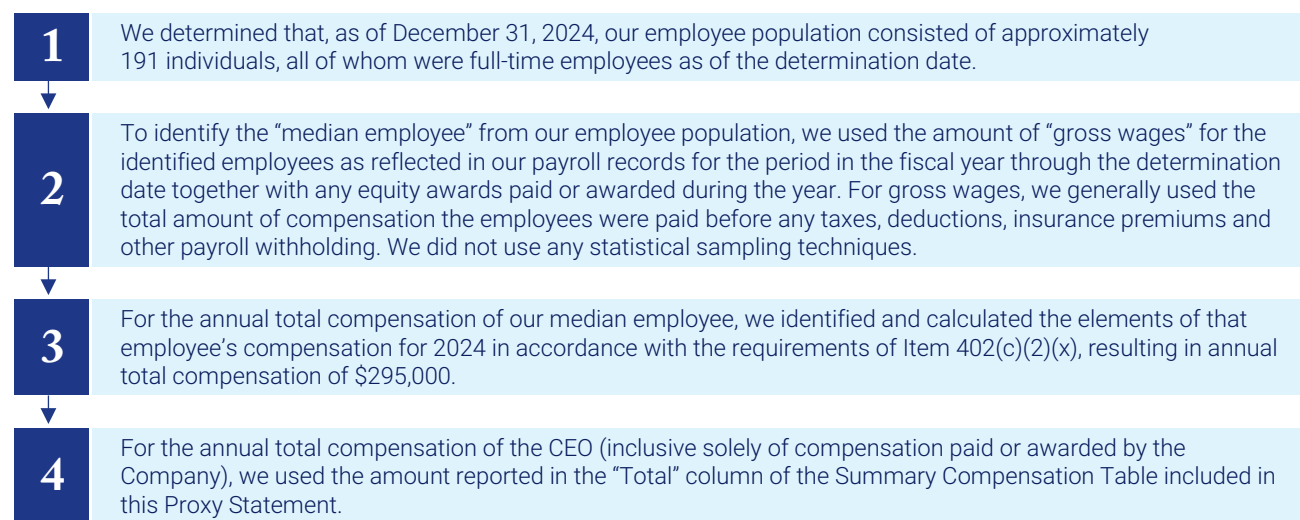 1
We determined that, as of December 31, 2024, our employee population consisted of approximately
191 individuals, all of whom were full-time employees as of the determination date.
2
To identify the “median employee” from our employee population, we used the amount of “gross wages” for the
identified employees as reflected in our payroll records for the period in the fiscal year through the determination
date together with any equity awards paid or awarded during the year. For gross wages, we generally used the
total amount of compensation the employees were paid before any taxes, deductions, insurance premiums and
other payroll withholding. We did not use any statistical sampling techniques.
3
For the annual total compensation of our median employee, we identified and calculated the elements of that
employee’s compensation for 2024 in accordance with the requirements of Item 402(c)(2)(x), resulting in annual
total compensation of $295,000.
4
For the annual total compensation of the CEO (inclusive solely of compensation paid or awarded by the
Company), we used the amount reported in the “Total” column of the Summary Compensation Table included in
this Proxy Statement.